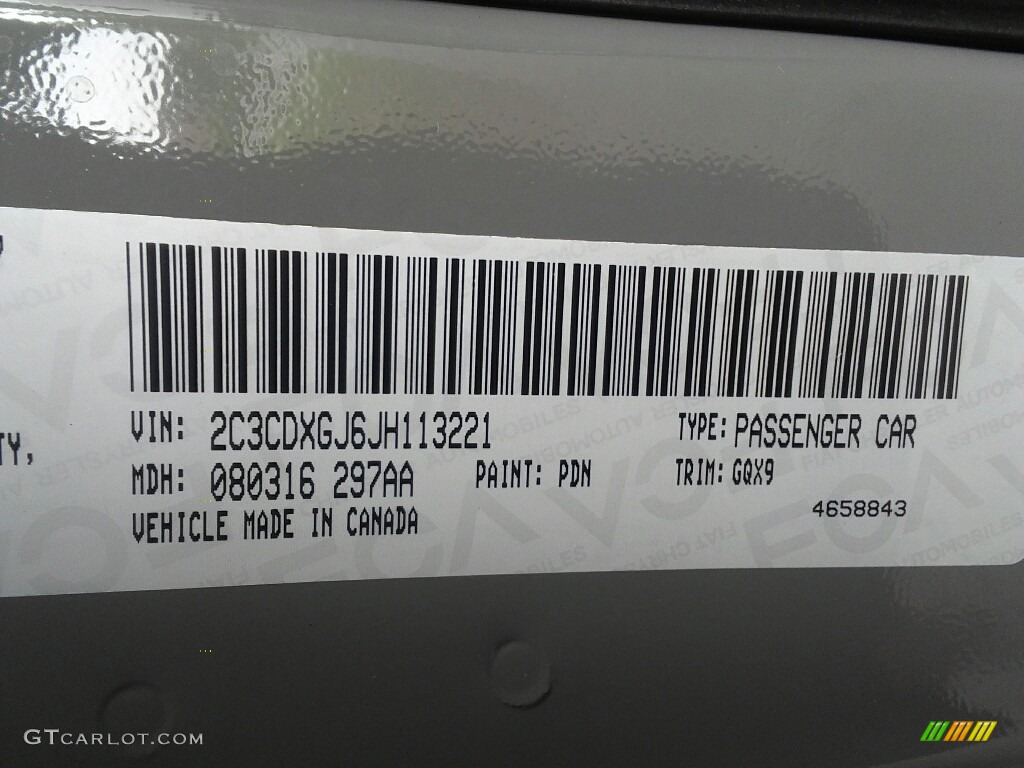 TY,
VIN: 2C3CDXGJ6JH113221 TYPE: PASSENGER CAR
MDH: 080316 297AA PAINT: PDN TRIM: GQX9
VEHICLE MADE IN CANADA 4658843
GTCARLOT.COM